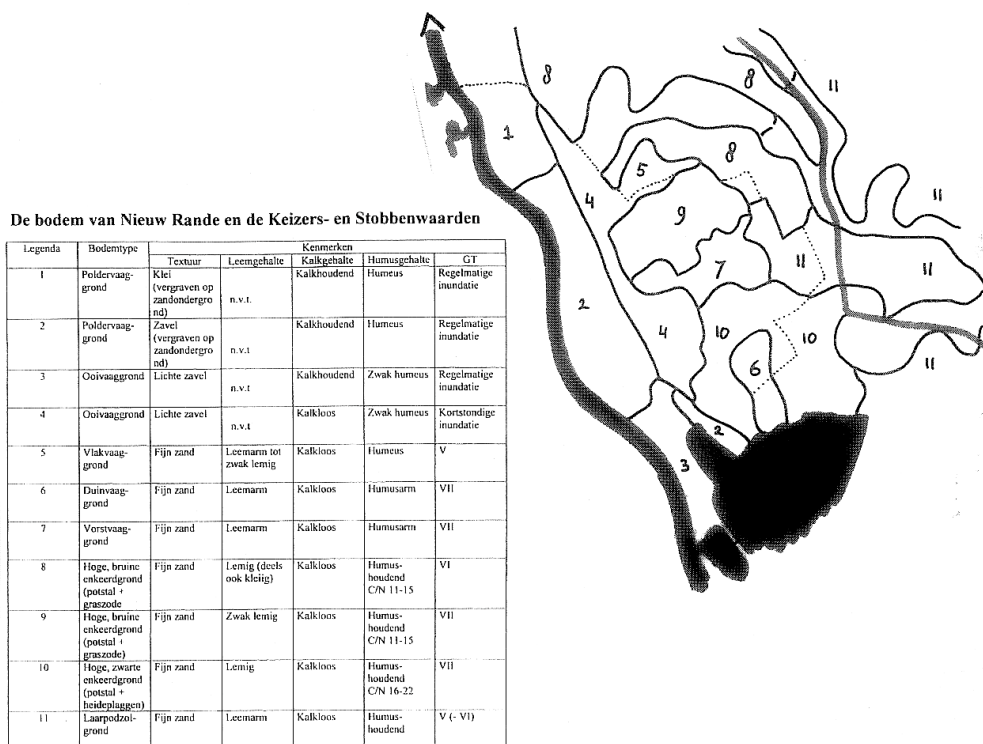 De bodem van Nieuw Rande en de Keizers- en Stobbenwaarden
Legenda Bodemtype Kenmerken
Textuur Leemgehalte Kalkgehalte Humusgehalte GT
1 Poldervaag- Klei Kalkhoudend Humeus Regelmatige
grond (vergraven op inundatie
zandondergro n.v.t.
nd)
2 Poldervaag- Zavel Kalkhoudend Humeus Regelmatige
grond (vergraven op inundatie
zandondergro n.v.t
nd)
3 Ooivaaggrond Lichte zavel Kalkhoudend Zwak humeus Regelmatige
n.v.t inundatie
4 Ooivaaggrond Lichte zavel Kalkloos Zwak humeus Kortstondige
n.v.t inundatie
5 Vlakvaag- Fijn zand Leemarm tot Kalkloos Humeus V
grond zwak lemig
6 Duinvaag- Fijn zand Leemarm Kalkloos Humusarm VII
grond
7 Vorstvaag- Fijn zand Leemarm Kalkloos Humusarm VII
grond
8 Hoge, bruine Fijn zand Lemig (deels Kalkloos Humus- VI
enkeerdgrond ook kleiig) houdend
(potstal + C/N 11-15
graszode
9 Hoge, bruine Fijn zand Zwak lemig Kalkloos Humus- VII
enkeerdgrond houdend
(potstal + C/N 11-15
graszode)
10 Hoge, zwarte Fijn zand Lemig Kalkloos Humus- VII
enkeerdgrond houdend
(potstal + C/N 16-22
heideplaggen)
11 Laarpodzol- Fijn zand Leemarm Kalkloos Humus- V (- VI)
grond houdend
8
8
11
1
8
5
4
11
9
11
7
11
2
4
10
10
6
11
2
3